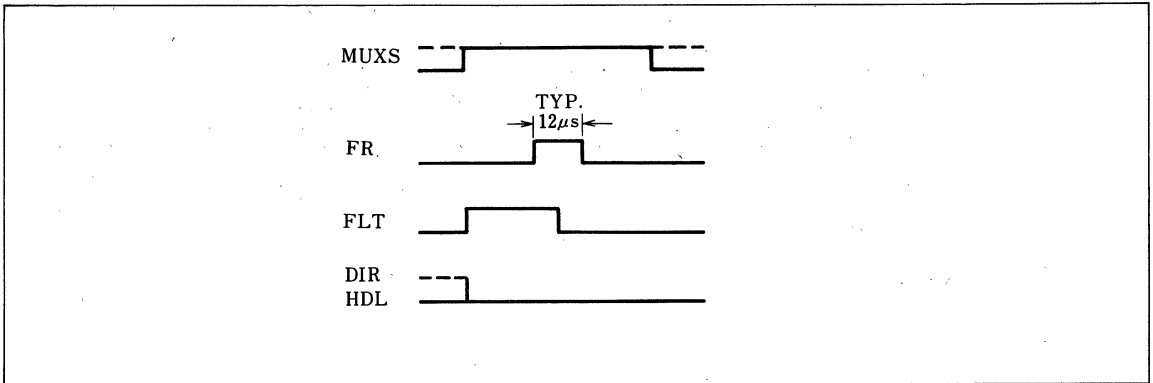 MUXS
TYP.
12μs
FR
FLT
DIR
HDL